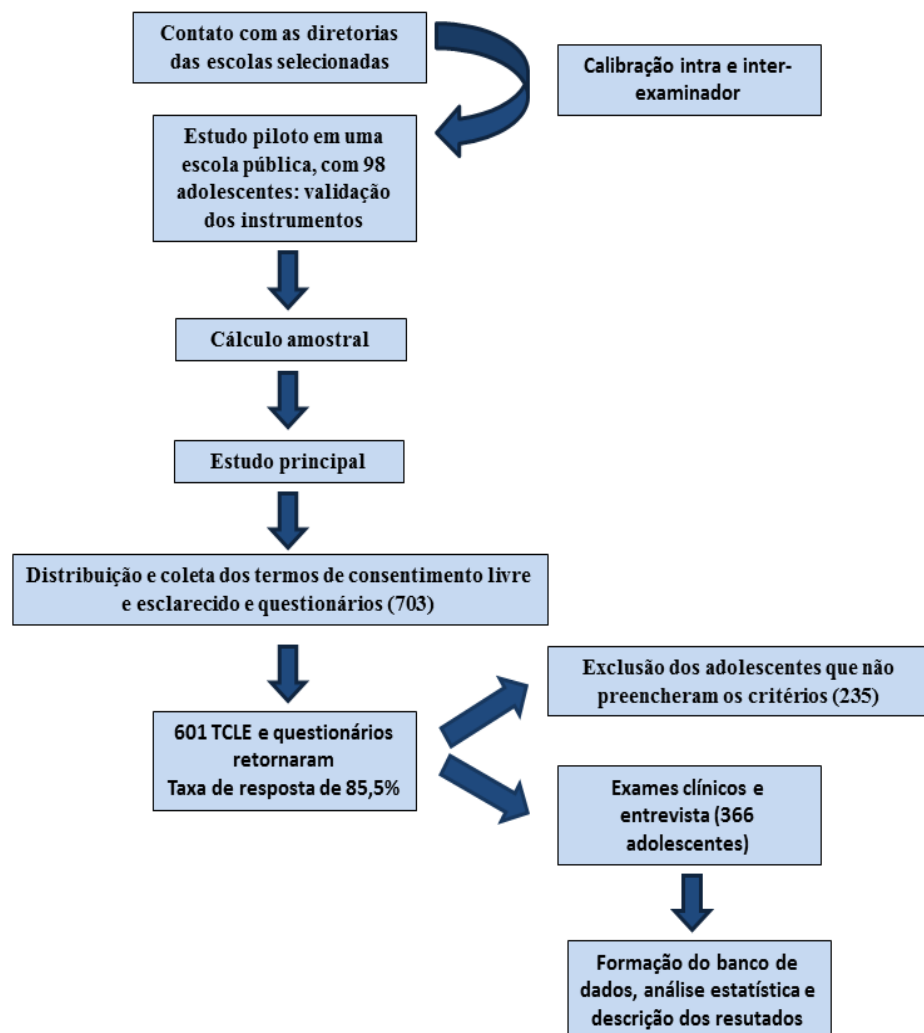 Contato com as diretorias
das escolas selecionadas
Calibração intra e inter-
examinador
Estudo piloto em uma
escola pública, com 98
adolescentes: validação
dos instrumentos
Cálculo amostral
Estudo principal
Distribuição e coleta dos termos de consentimento livre
e esclarecido e questionários (703)
Exclusão dos adolescentes que não
preencheram os critérios (235)
601 TCLE e questionários
retornaram
Taxa de resposta de 85,5%
Exames clínicos e
entrevista (366
adolescentes)
Formação do banco de
dados, análise estatística e
descrição dos resutados